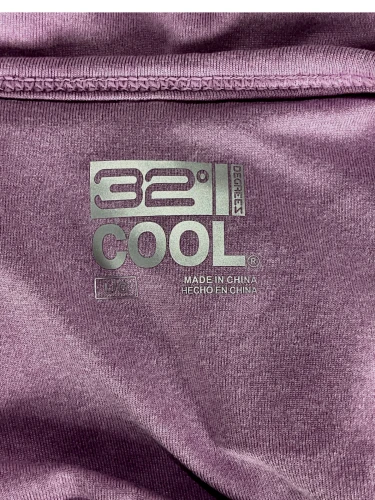 32° DEGREES
COOL®
MADE IN CHINA
HECHO EN CHINA